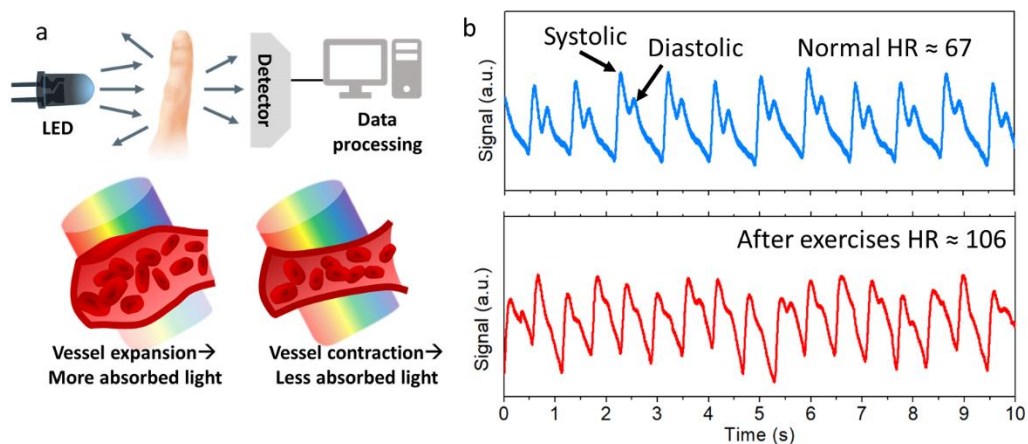 a
LED
Detector
Data
processing
Vessel expansion→
More absorbed light
Vessel contraction→
Less absorbed light
b
Systolic
Diastolic
Normal HR ≈ 67
Signal (a.u.)
After exercises HR ≈ 106
Signal (a.u.)
0 1 2 3 4 5 6 7 8 9 10
Time (s)